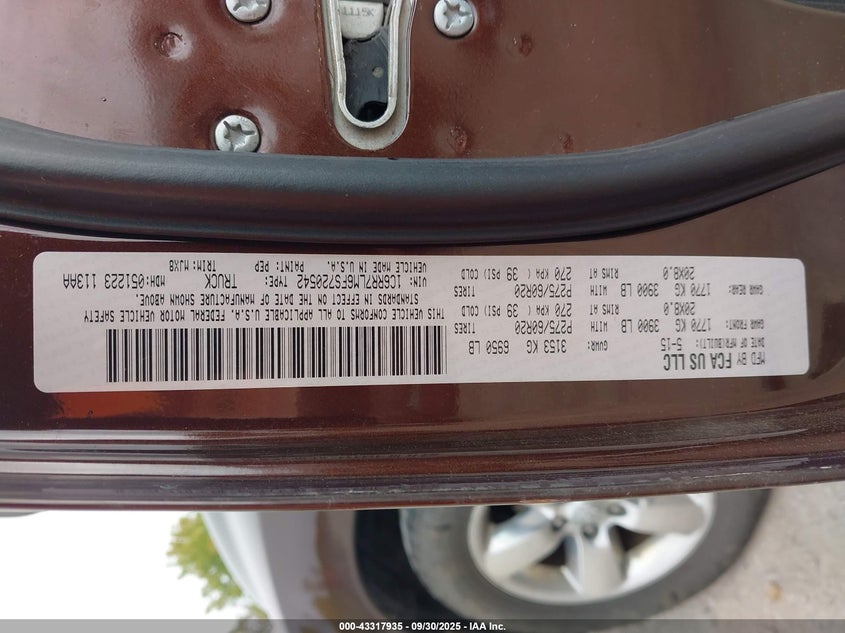 MFD BY FCA US LLC
DATE OF MFR(BUILT): 5-15 GVWR: 3153 KG 6950 LB
GAWR FRONT: 1770 KG 3900 LB WITH P275/60R20 TIRES
20X8.0 RIMS AT 270 KPA( 39 PSI) COLD
GAWR REAR: 1770 KG 3900 LB WITH P275/60R20 TIRES
20X8.0 RIMS AT 270 KPA( 39 PSI) COLD
THIS VEHICLE CONFORMS TO ALL APPLICABLE U.S.A. FEDERAL MOTOR VEHICLE SAFETY
STANDARDS IN EFFECT ON THE DATE OF MANUFACTURE SHOWN ABOVE.
VIN: 1C6RR7LM6FS720542 TYPE: TRUCK MDH:051223 113AA
PAINT: PEP TRIM:MJX8
VEHICLE MADE IN U.S.A.
000-43317935 - 09/30/2025 - IAA Inc.